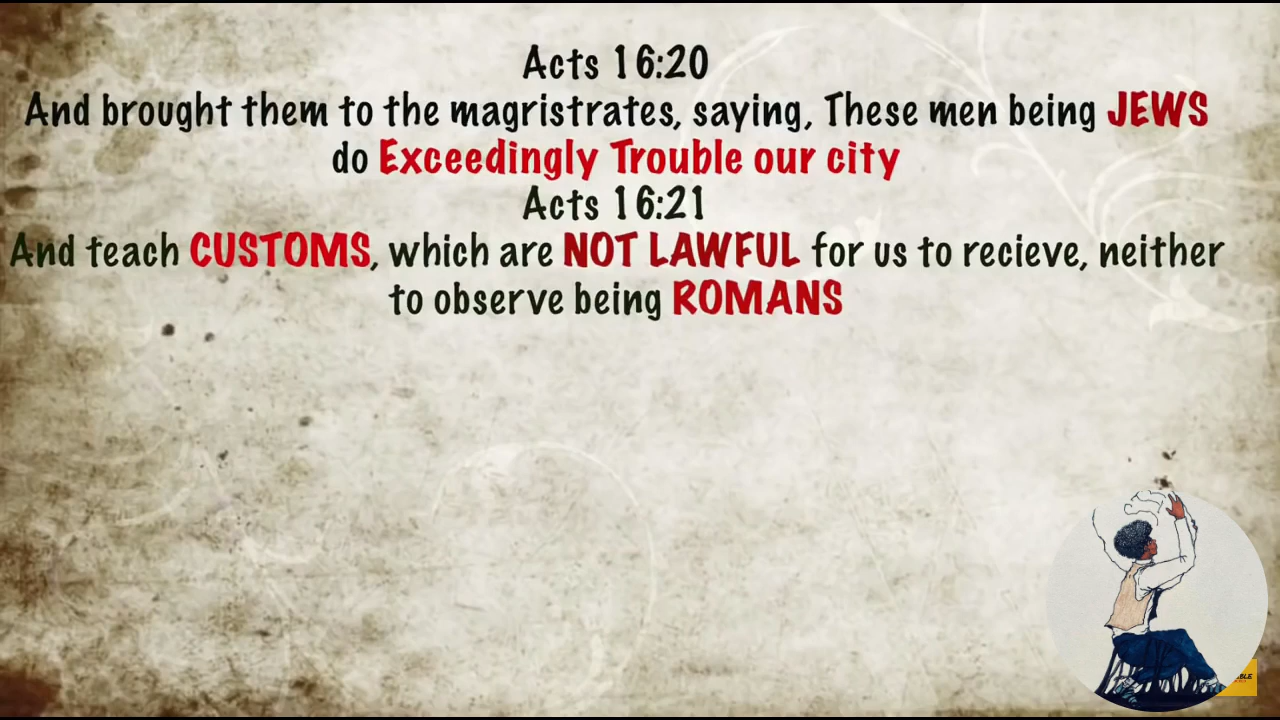 Acts 16:20
And brought them to the magristrates, saying, These men being JEWS
do Exceedingly Trouble our city
Acts 16:21
And teach CUSTOMS, which are NOT LAWFUL for us to recieve, neither
to observe being ROMANS